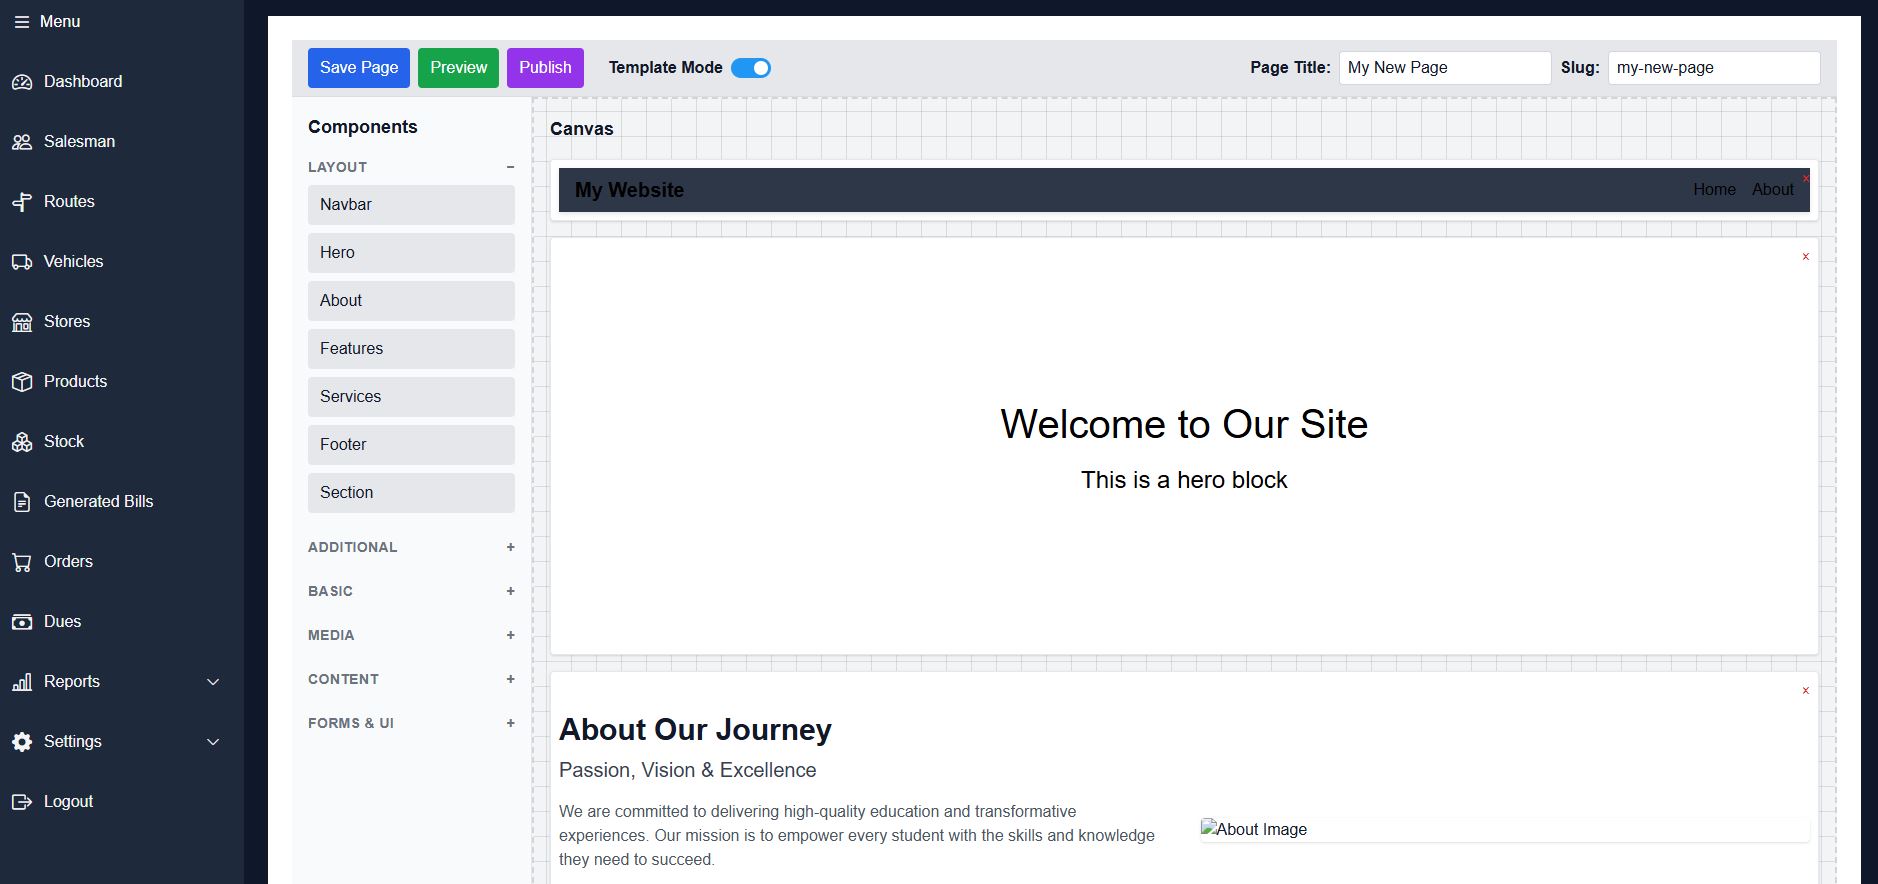 Menu
Dashboard
Salesman
Routes
Vehicles
Stores
Products
Stock
Generated Bills
Orders
Dues
Reports
Settings
Logout
Save Page Preview Publish Template Mode Page Title: My New Page Slug: my-new-page
Components
LAYOUT −
Navbar
Hero
About
Features
Services
Footer
Section
ADDITIONAL +
BASIC +
MEDIA +
CONTENT +
FORMS & UI +
Canvas
My Website Home About x
x
Welcome to Our Site
This is a hero block
x
About Our Journey
Passion, Vision & Excellence
We are committed to delivering high-quality education and transformative
experiences. Our mission is to empower every student with the skills and knowledge
they need to succeed.
About Image